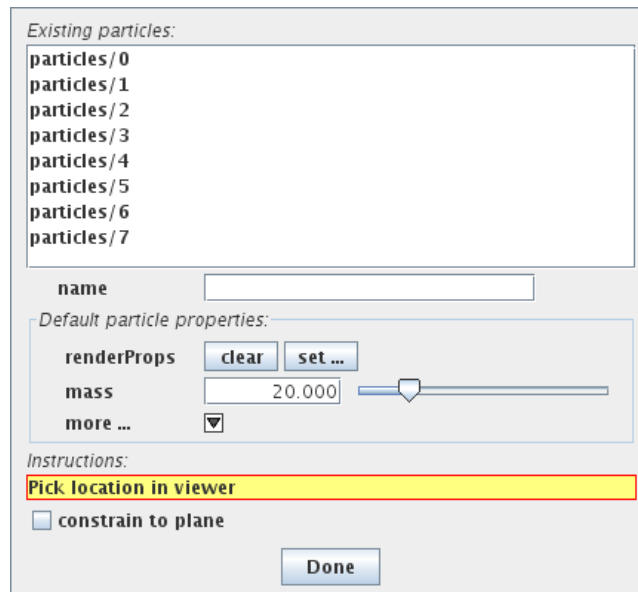 Existing particles:
particles/0
particles/1
particles/2
particles/3
particles/4
particles/5
particles/6
particles/7
name
Default particle properties:
renderProps clear set ...
mass 20.000
more ...
Instructions:
Pick location in viewer
constrain to plane
Done